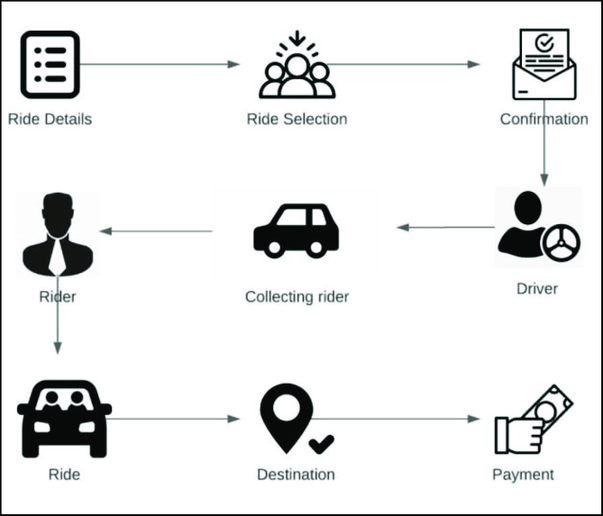 Ride Details
Ride Selection
Confirmation
Rider
Collecting rider
Driver
Ride
Destination
Payment